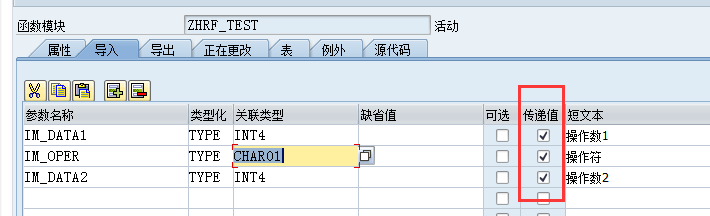 函数模块 ZHRF_TEST 活动
属性 导入 导出 正在更改 表 例外 源代码
参数名称 类型化 关联类型 缺省值 可选 传递值 短文本
IM_DATA1 TYPE INT4 操作数1
IM_OPER TYPE CHAR01 操作符
IM_DATA2 TYPE INT4 操作数2